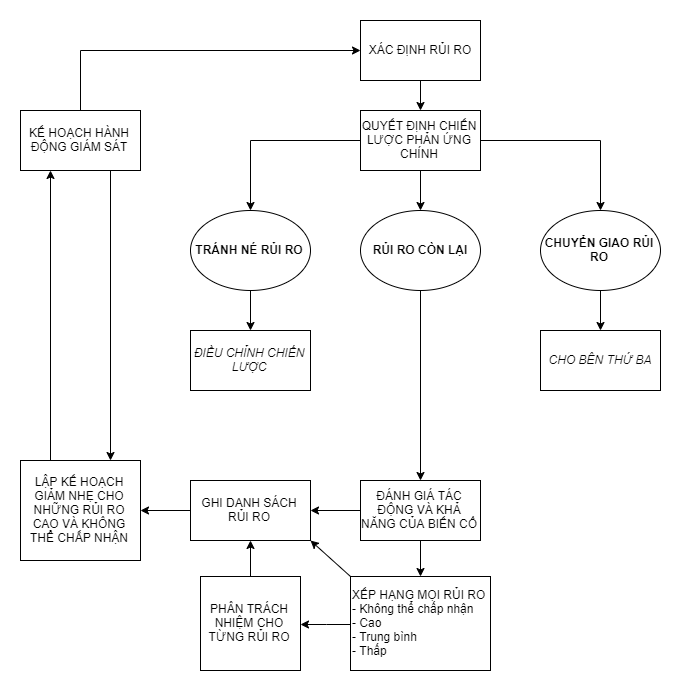 XÁC ĐỊNH RỦI RO
KẾ HOẠCH HÀNH
ĐỘNG GIÁM SÁT
QUYẾT ĐỊNH CHIẾN
LƯỢC PHẢN ỨNG
CHÍNH
TRÁNH NÉ RỦI RO
RỦI RO CÒN LẠI
CHUYỂN GIAO RỦI
RO
ĐIỀU CHỈNH CHIẾN
LƯỢC
CHO BÊN THỨ BA
LẬP KẾ HOẠCH
GIẢM NHẸ CHO
NHỮNG RỦI RO
CAO VÀ KHÔNG
THỂ CHẤP NHẬN
GHI DANH SÁCH
RỦI RO
ĐÁNH GIÁ TÁC
ĐỘNG VÀ KHẢ
NĂNG CỦA BIẾN CỐ
PHÂN TRÁCH
NHIỆM CHO
TỪNG RỦI RO
XẾP HẠNG MỌI RỦI RO
- Không thể chấp nhận
- Cao
- Trung bình
- Thấp